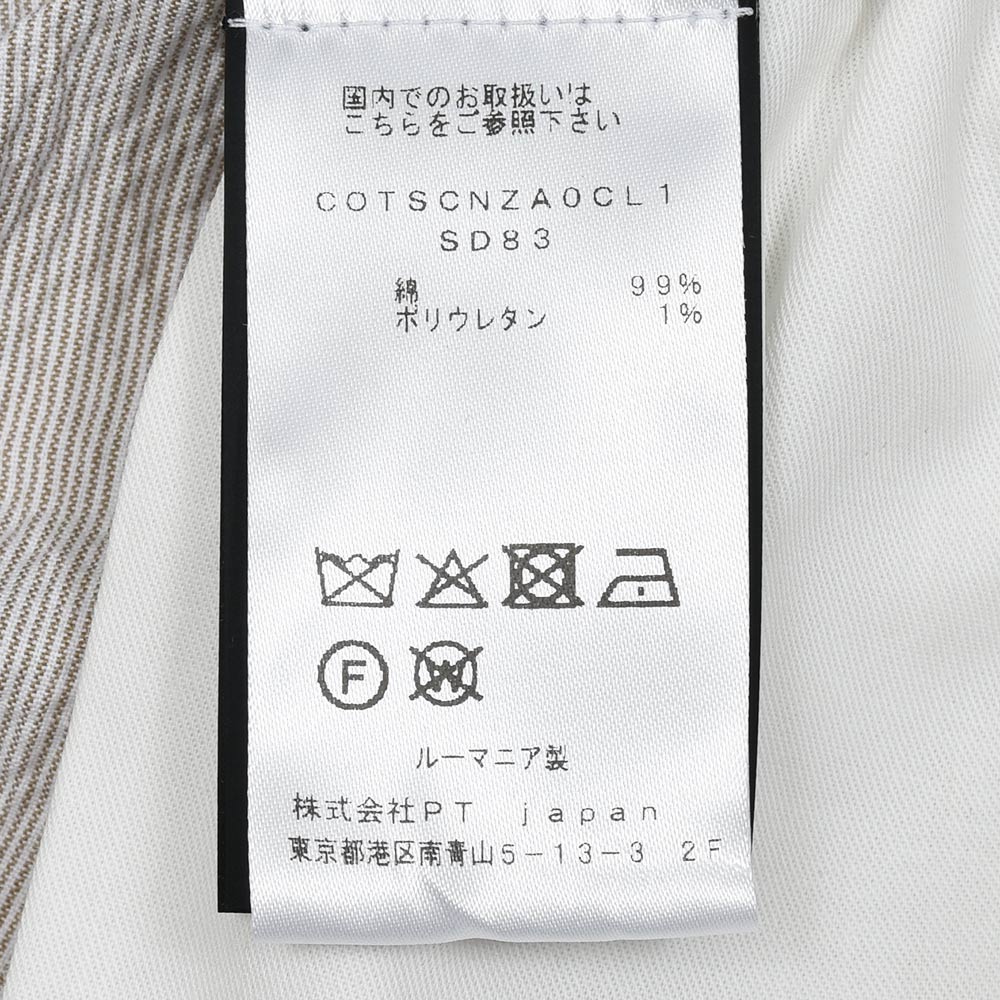 国内でのお取扱いは
こちらをご参照下さい
COTSCNZA0CL1
SD83
綿 99%
ポリウレタン 1%
F W
ルーマニア製
株式会社PT japan
東京都港区南青山5-13-3 2F